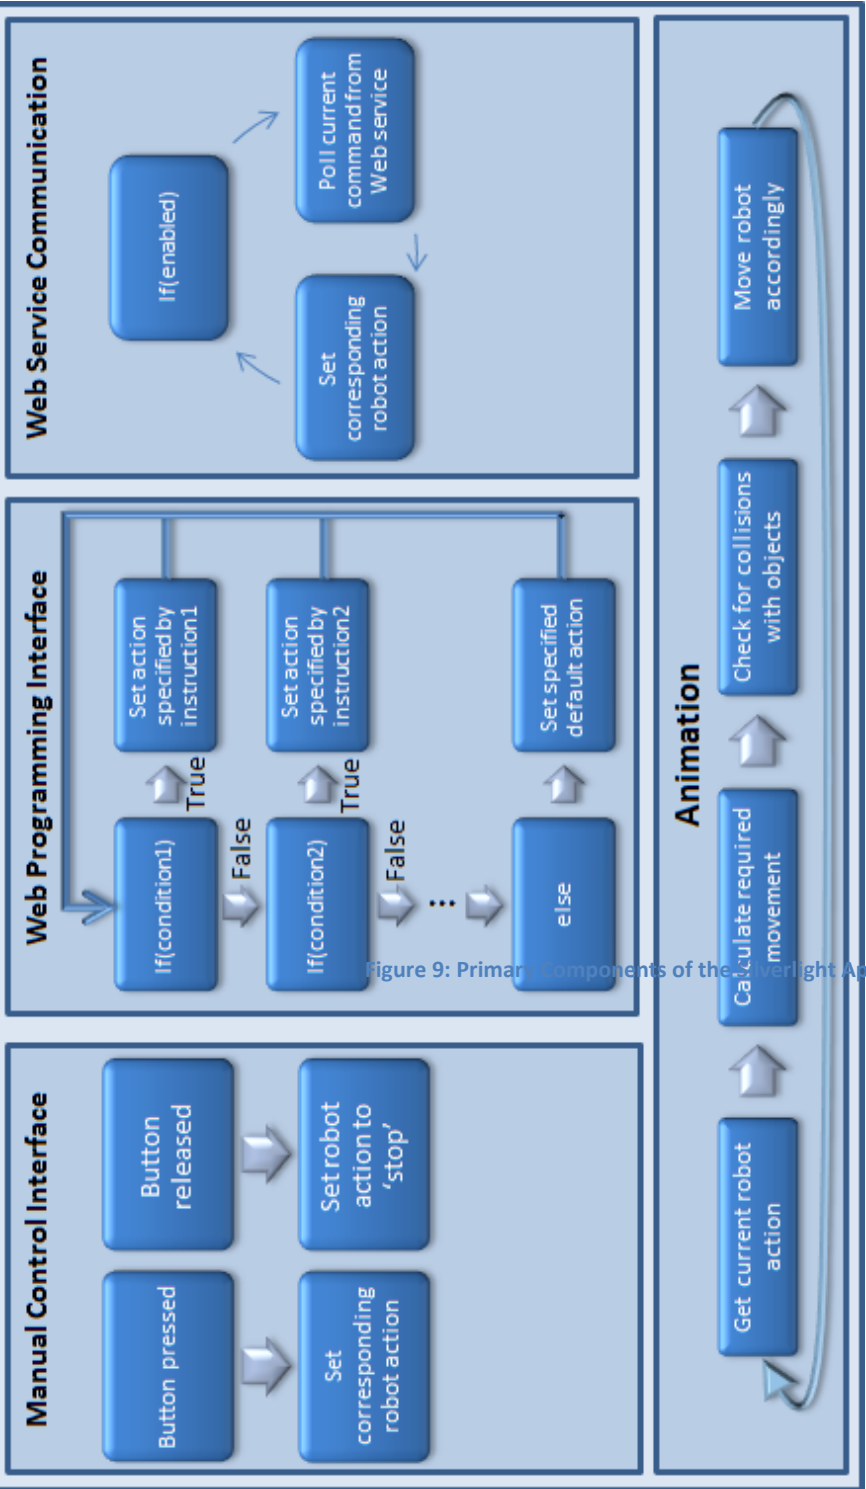 Manual Control Interface
Button pressed
Set
corresponding
robot action
Button
released
Set robot
action to
‘stop’
Web Programming Interface
If(condition1)
True
Set action
specified by
instruction1
False
If(condition2)
True
Set action
specified by
instruction2
False
...
else
Set specified
default action
Web Service Communication
If(enabled)
Poll current
command from
Web service
Set
corresponding
robot action
Animation
Get current robot
action
Calculate required
movement
Check for collisions
with objects
Move robot
accordingly
Figure 9: Primary Components of the Silverlight Ap